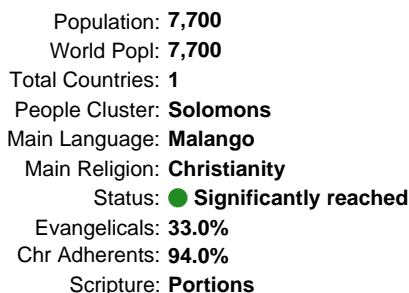 Population: 7,700
World Popl: 7,700
Total Countries: 1
People Cluster: Solomons
Main Language: Malango
Main Religion: Christianity
Status: Significantly reached
Evangelicals: 33.0%
Chr Adherents: 94.0%
Scripture: Portions